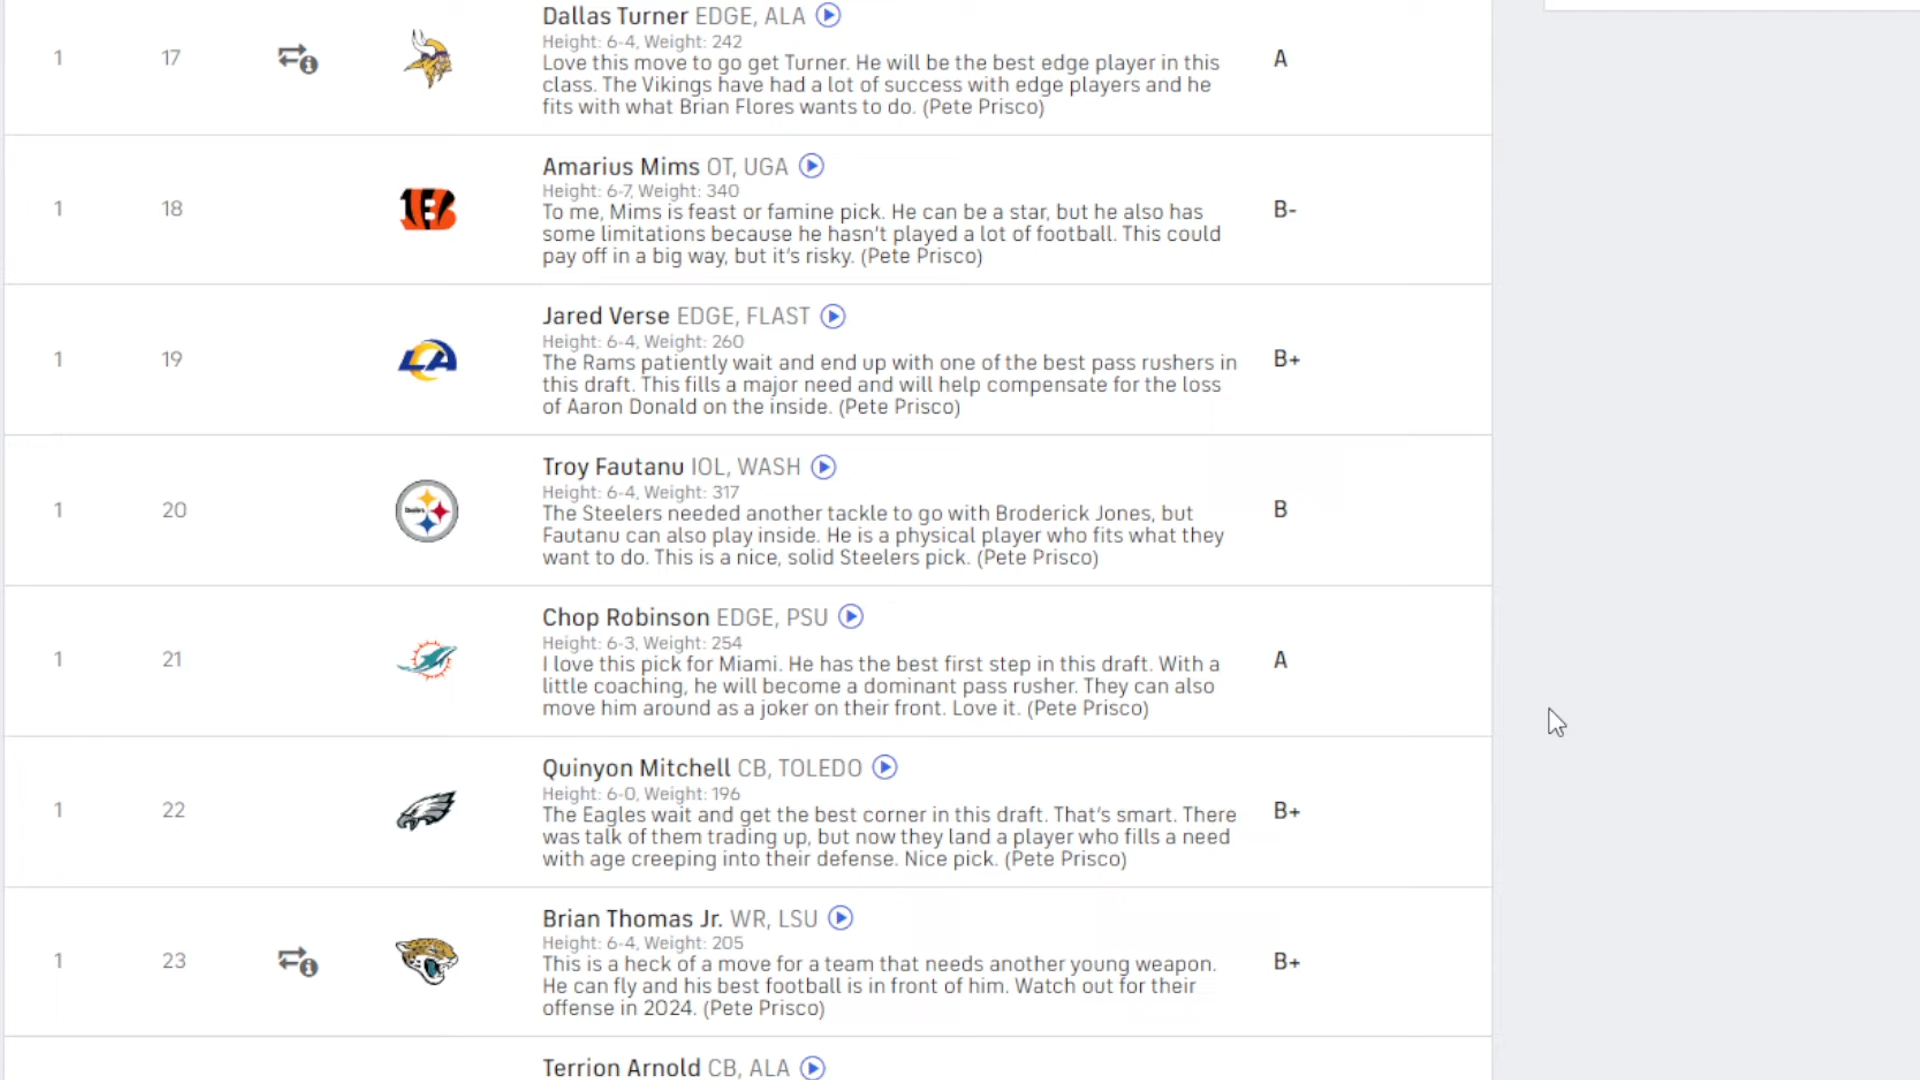 Dallas Turner EDGE, ALA
Height: 6-4, Weight: 242
1 17 Love this move to go get Turner. He will be the best edge player in this A
class. The Vikings have had a lot of success with edge players and he
fits with what Brian Flores wants to do. (Pete Prisco)
Amarius Mims OT, UGA
Height: 6-7, Weight: 340
1 18 To me, Mims is feast or famine pick. He can be a star, but he also has B-
some limitations because he hasn't played a lot of football. This could
pay off in a big way, but it's risky. (Pete Prisco)
Jared Verse EDGE, FLAST
Height: 6-4, Weight: 260
1 19 LA The Rams patiently wait and end up with one of the best pass rushers in B+
this draft. This fills a major need and will help compensate for the loss
of Aaron Donald on the inside. (Pete Prisco)
Troy Fautanu IOL, WASH
Height: 6-4, Weight: 317
1 20 Steelers The Steelers needed another tackle to go with Broderick Jones, but B
Fautanu can also play inside. He is a physical player who fits what they
want to do. This is a nice, solid Steelers pick. (Pete Prisco)
Chop Robinson EDGE, PSU
Height: 6-3, Weight: 254
1 21 I love this pick for Miami. He has the best first step in this draft. With a A
little coaching, he will become a dominant pass rusher. They can also
move him around as a joker on their front. Love it. (Pete Prisco)
Quinyon Mitchell CB, TOLEDO
Height: 6-0, Weight: 196
1 22 The Eagles wait and get the best corner in this draft. That's smart. There B+
was talk of them trading up, but now they land a player who fills a need
with age creeping into their defense. Nice pick. (Pete Prisco)
Brian Thomas Jr. WR, LSU
Height: 6-4, Weight: 205
1 23 This is a heck of a move for a team that needs another young weapon. B+
He can fly and his best football is in front of him. Watch out for their
offense in 2024. (Pete Prisco)
Terrion Arnold CB, ALA